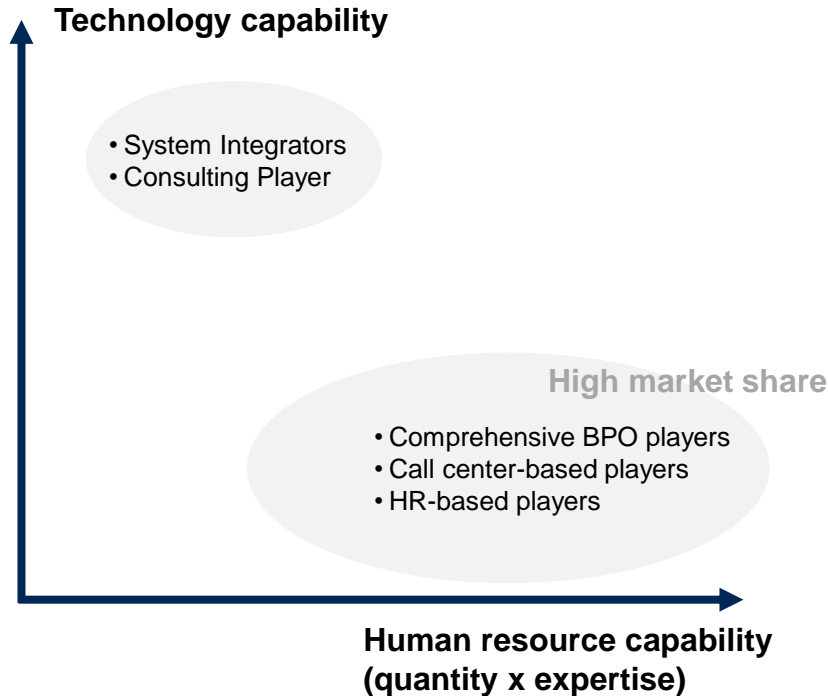 Technology capability
• System Integrators
• Consulting Player
High market share
• Comprehensive BPO players
• Call center-based players
• HR-based players
Human resource capability
(quantity x expertise)